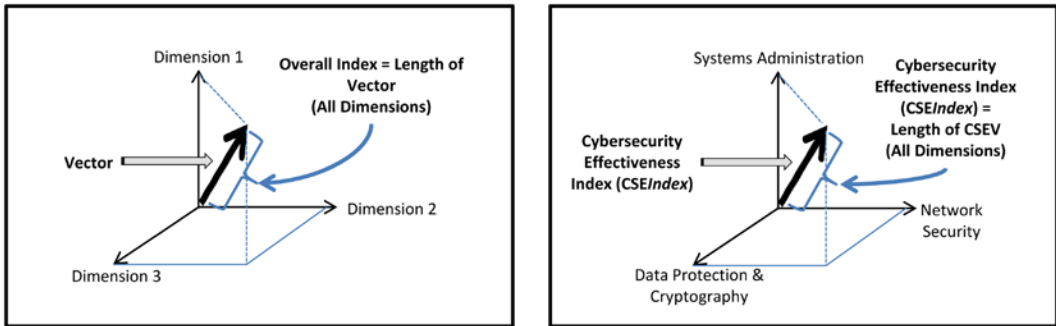 Dimension 1
Overall Index = Length of
Vector
(All Dimensions)
Vector
Dimension 2
Dimension 3
Systems Administration
Cybersecurity
Effectiveness Index
(CSEIndex) =
Length of CSEV
(All Dimensions)
Cybersecurity
Effectiveness
Index (CSEIndex)
Network
Security
Data Protection &
Cryptography